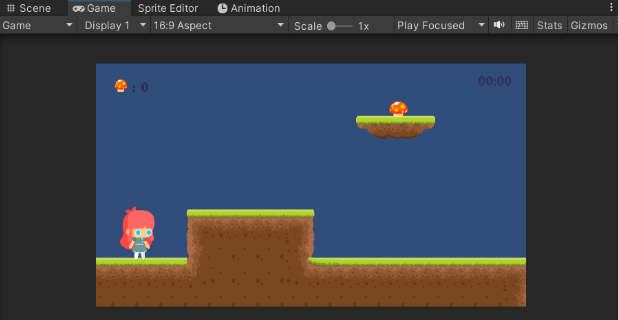 Scene Game Sprite Editor Animation
Game Display 1 16:9 Aspect Scale 1x Play Focused Stats Gizmos
: 0 00:00